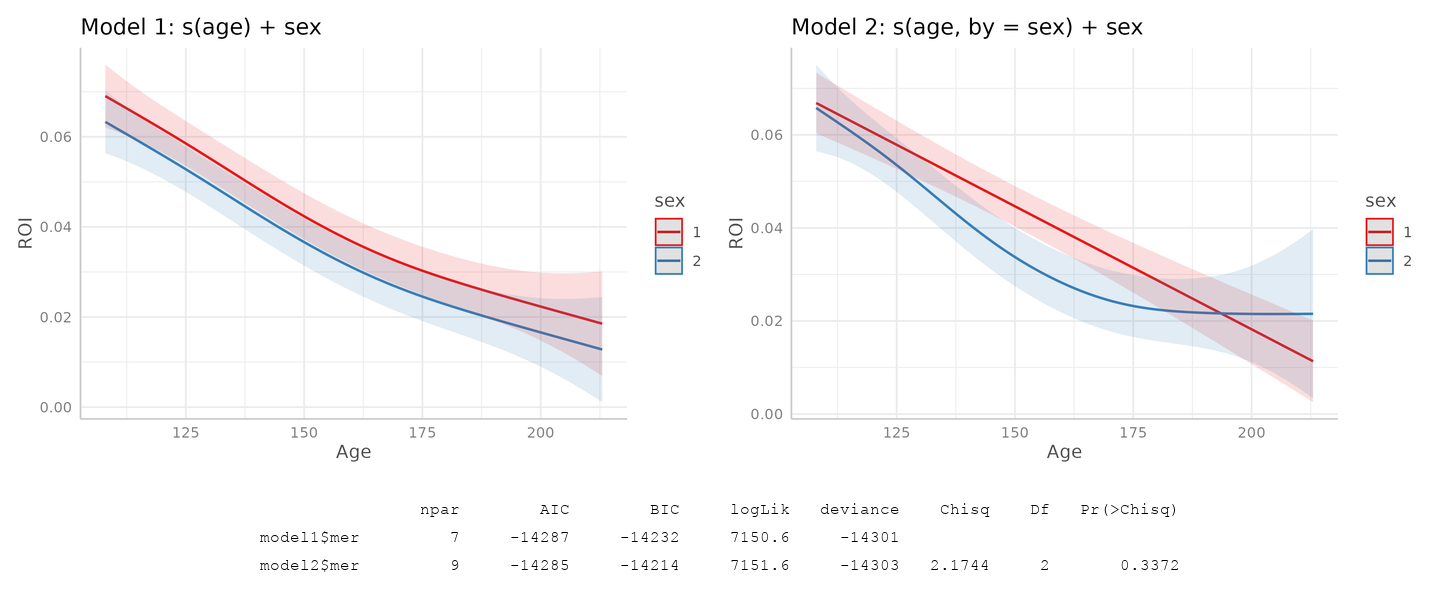 Model 1: s(age) + sex
0.06
0.04
0.02
0.00
ROI
125 150 175 200
Age
sex
1
2
Model 2: s(age, by = sex) + sex
0.06
0.04
0.02
0.00
ROI
125 150 175 200
Age
sex
1
2
npar AIC BIC logLik deviance Chisq Df Pr(>Chisq)
model1$mer 7 -14287 -14232 7150.6 -14301
model2$mer 9 -14285 -14214 7151.6 -14303 2.1744 2 0.3372